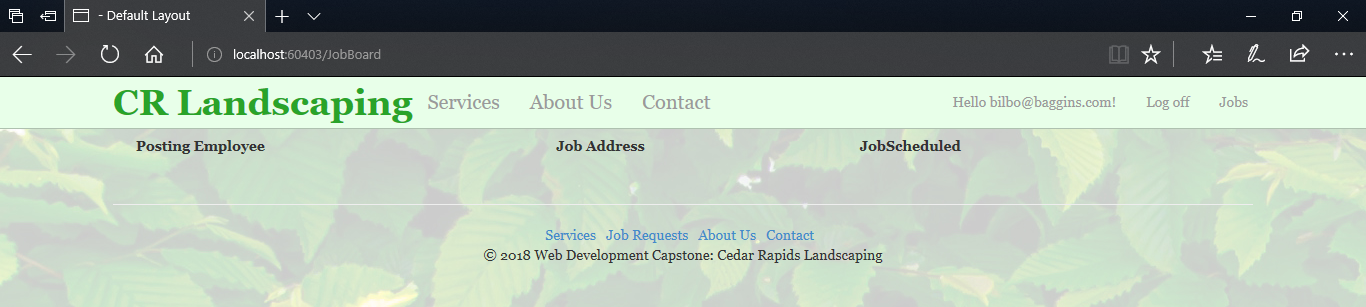 - Default Layout
localhost:60403/JobBoard
CR Landscaping Services About Us Contact Hello bilbo@baggins.com! Log off Jobs
Posting Employee Job Address JobScheduled
Services Job Requests About Us Contact
© 2018 Web Development Capstone: Cedar Rapids Landscaping